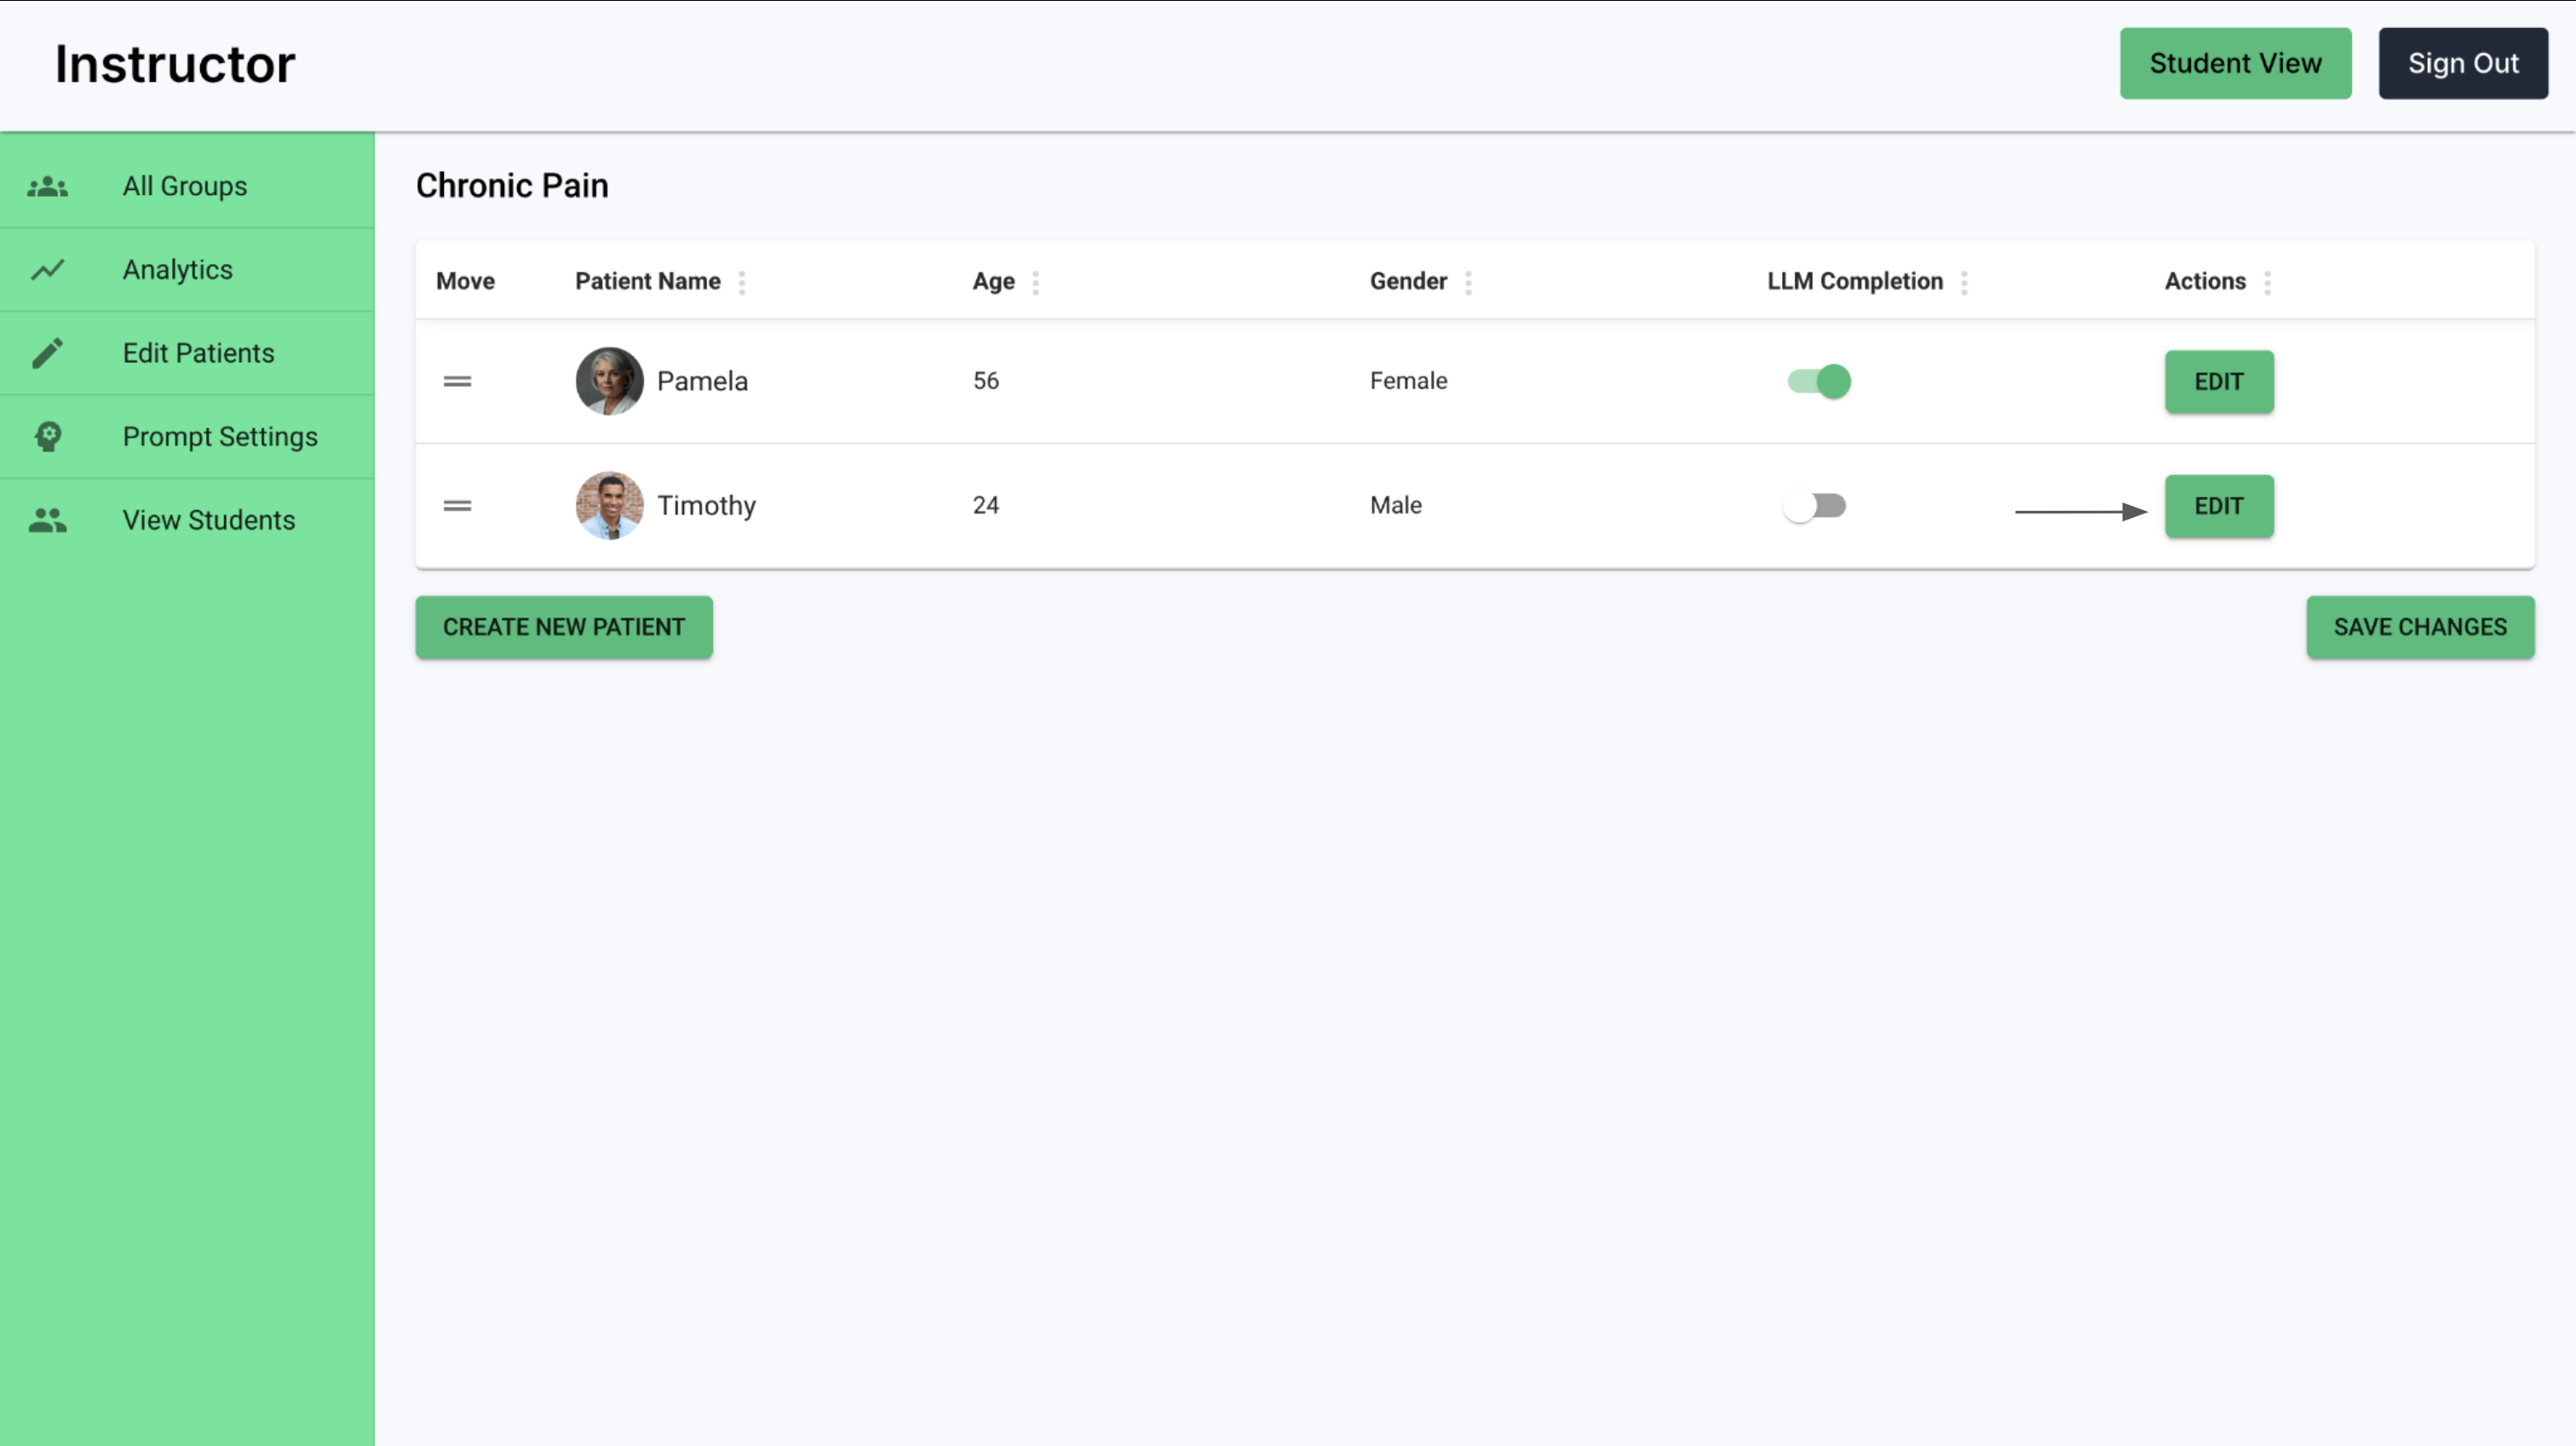 Instructor
Student View
Sign Out
All Groups
Analytics
Edit Patients
Prompt Settings
View Students
Chronic Pain
Move Patient Name Age Gender LLM Completion Actions
Pamela 56 Female EDIT
Timothy 24 Male EDIT
CREATE NEW PATIENT
SAVE CHANGES